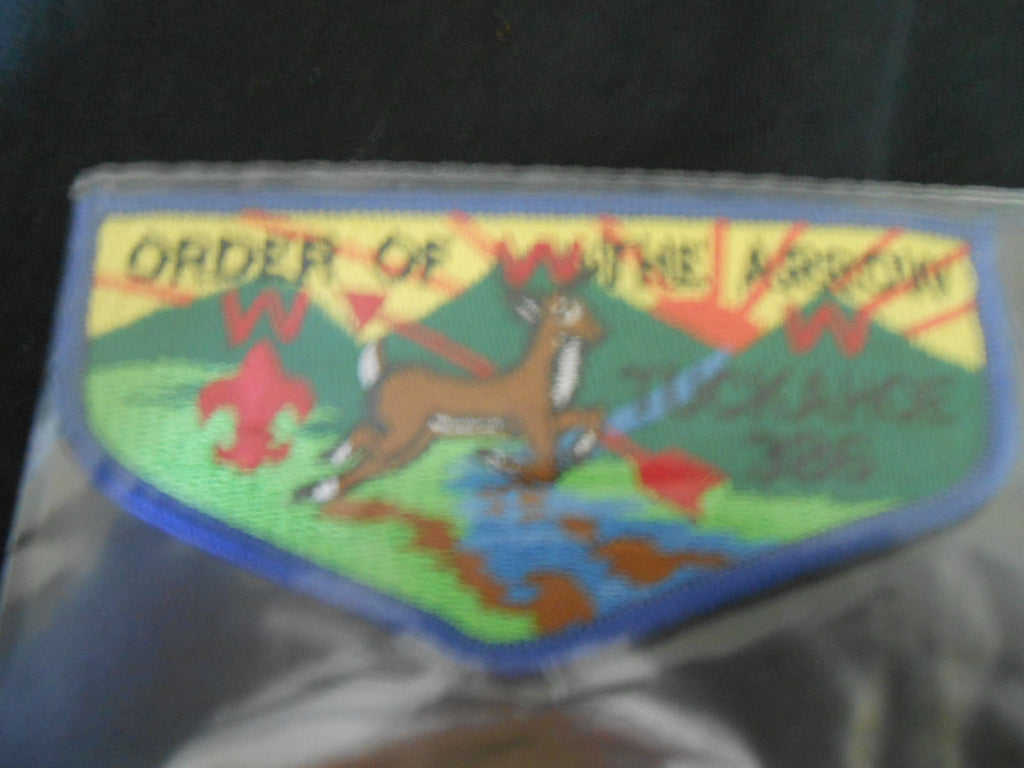 ORDER OF THE ARROW
W W W
TUCKAHOE
386